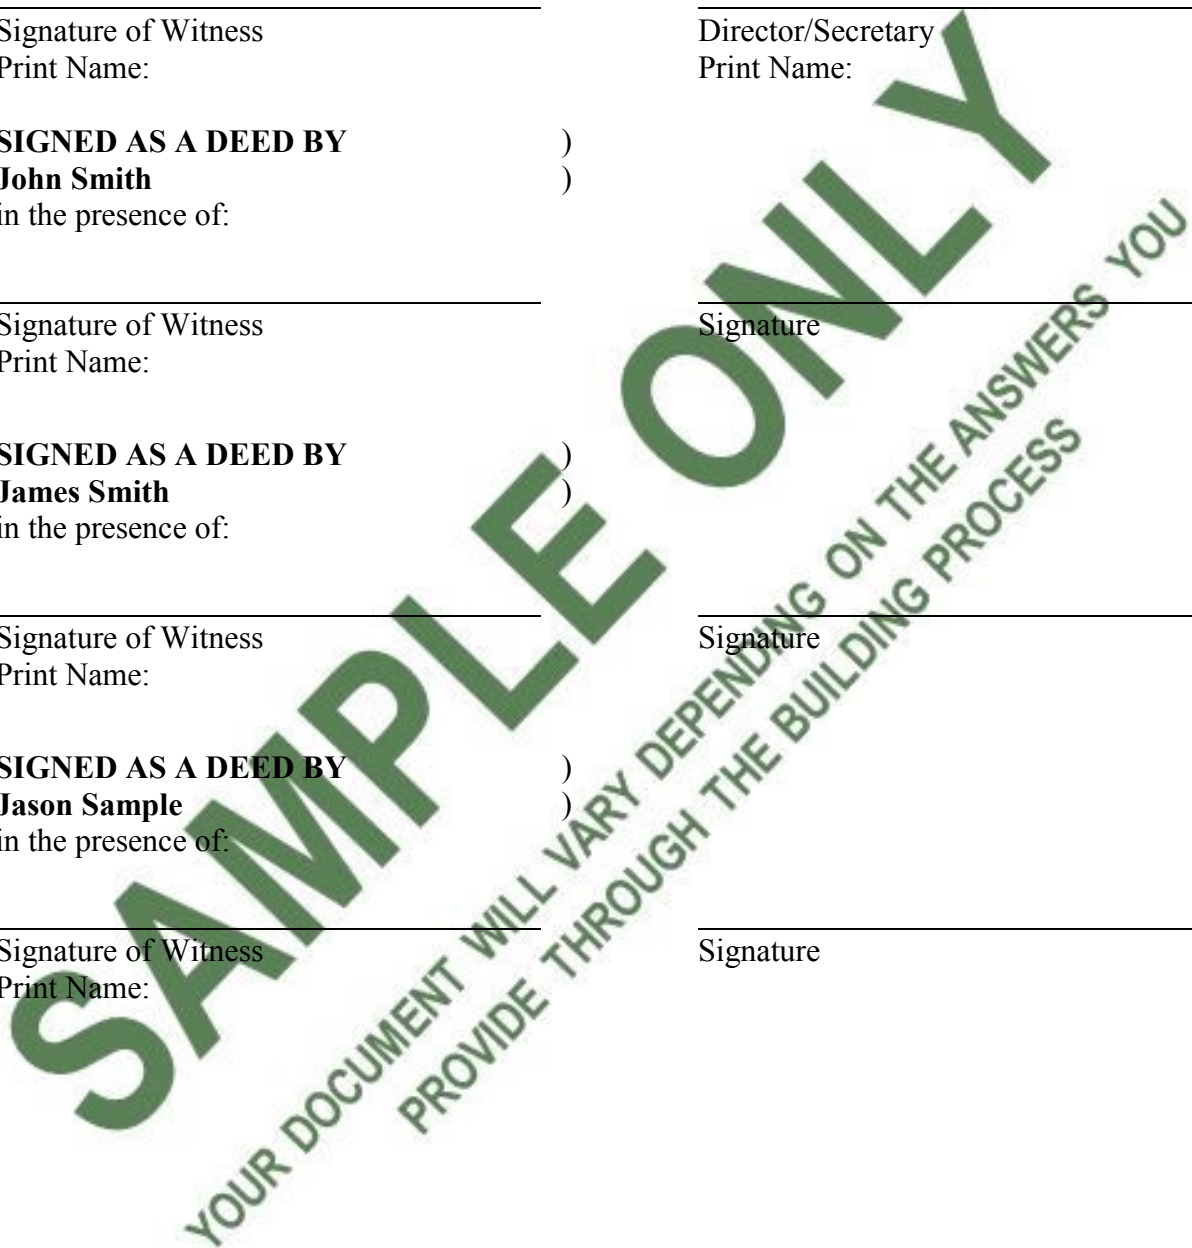 Signature of Witness Director/Secretary
Print Name: Print Name:
SIGNED AS A DEED BY )
John Smith )
in the presence of:
Signature of Witness Signature
Print Name:
SIGNED AS A DEED BY )
James Smith )
in the presence of:
Signature of Witness Signature
Print Name:
SIGNED AS A DEED BY )
Jason Sample )
in the presence of:
Signature of Witness Signature
Print Name:
SAMPLE ONLY
YOUR DOCUMENT WILL VARY DEPENDING ON THE ANSWERS YOU
PROVIDE THROUGH THE BUILDING PROCESS